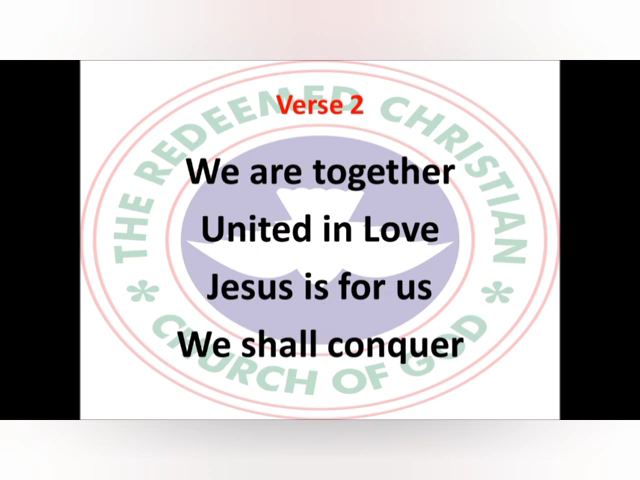 Verse 2
We are together
United in Love
Jesus is for us
We shall conquer
THE REDEEMED CHRISTIAN
CHURCH OF GOD